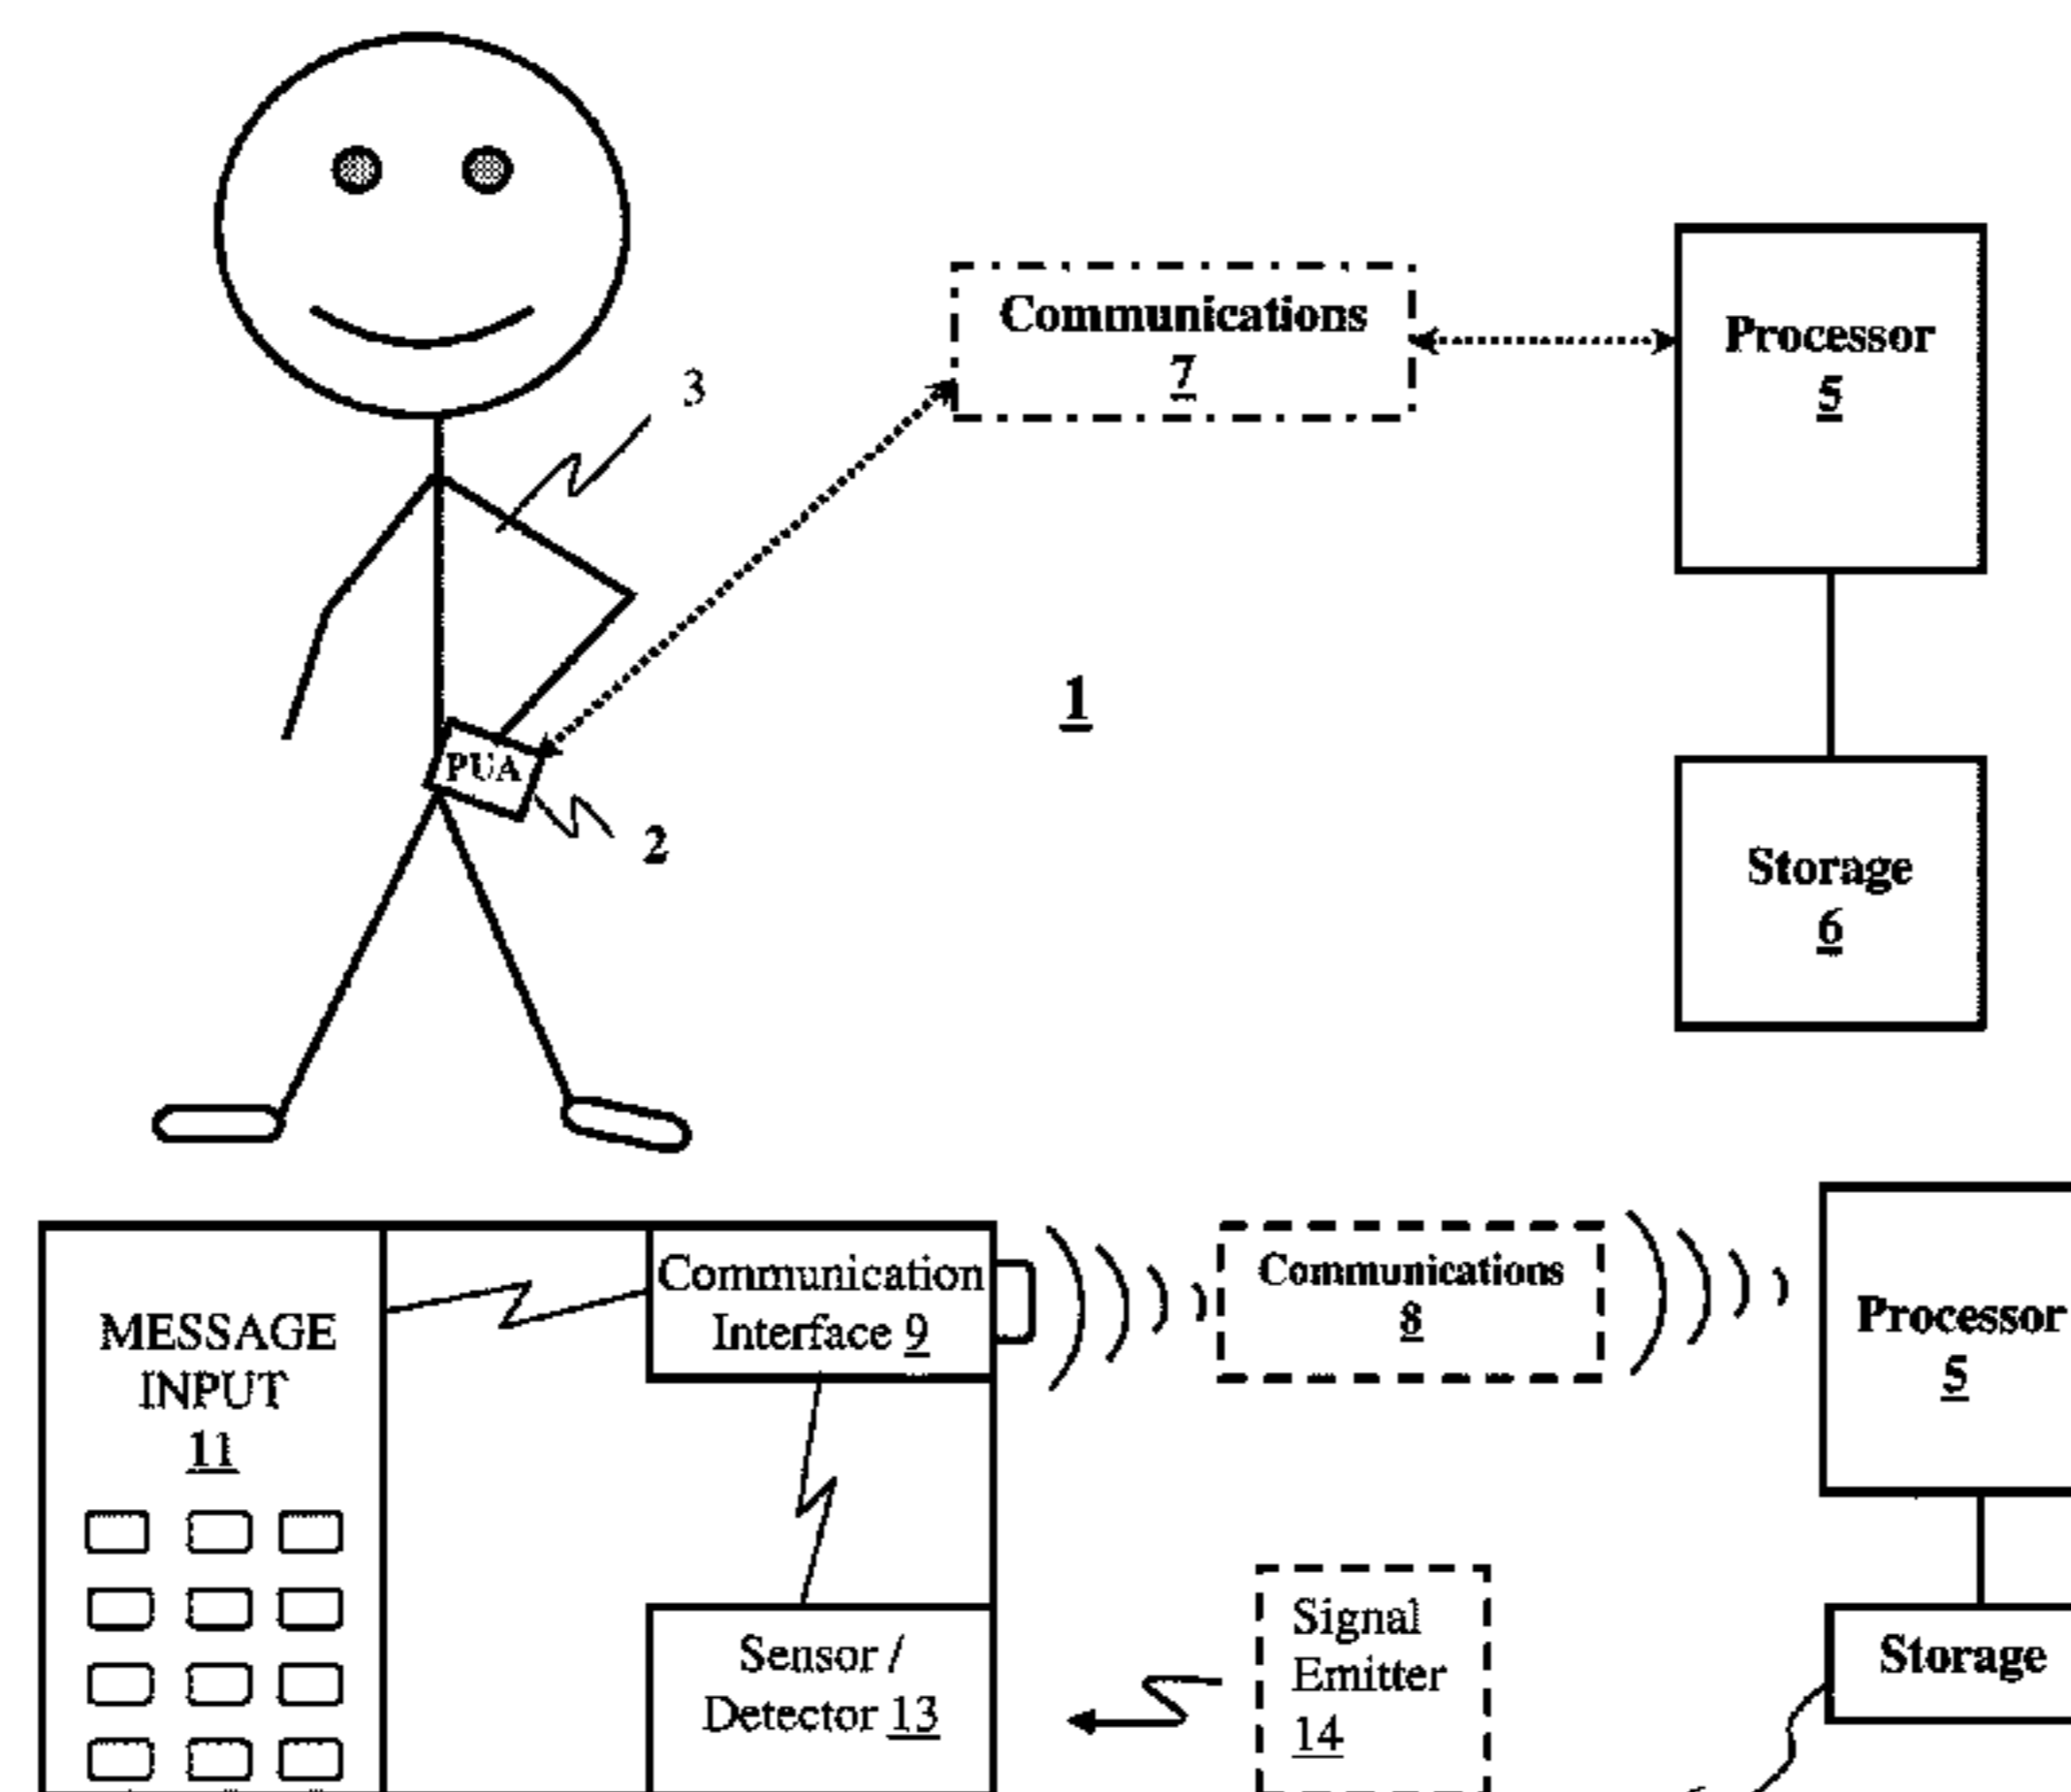 3
Communications
7
Processor
5
1
PUA
2
Storage
6
MESSAGE
INPUT
11
Communication
Interface 9
Communications
8
Processor
5
Sensor /
Detector 13
Signal
Emitter
14
Storage